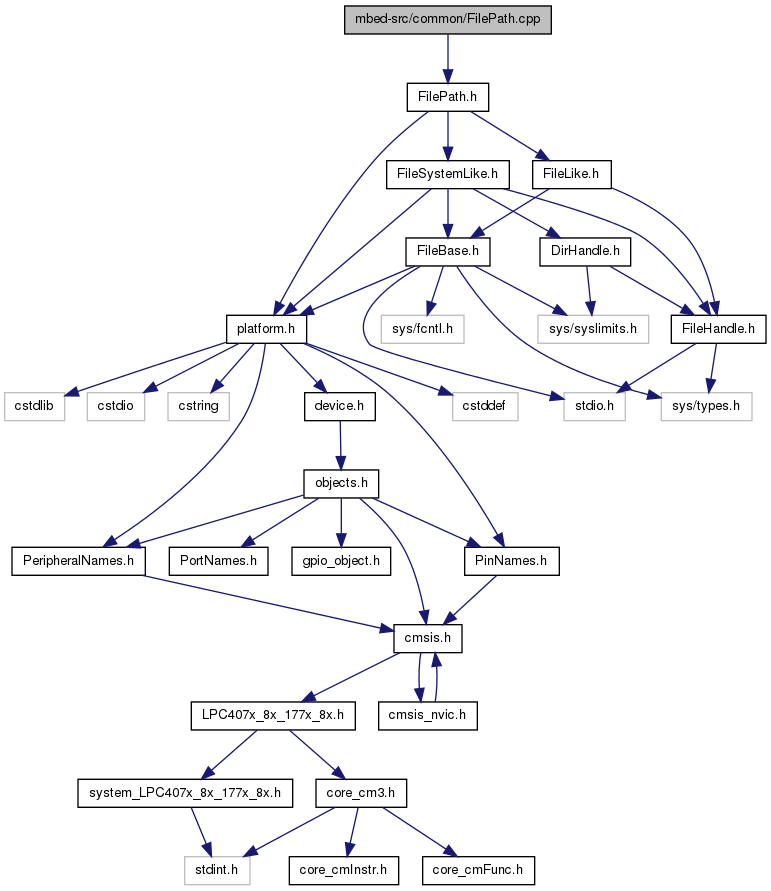 mbed-src/common/FilePath.cpp
FilePath.h
FileSystemLike.h
FileLike.h
FileBase.h
DirHandle.h
platform.h
sys/fcntl.h
sys/syslimits.h
FileHandle.h
cstdlib
cstdio
cstring
device.h
cstddef
stdio.h
sys/types.h
objects.h
PeripheralNames.h
PortNames.h
gpio_object.h
PinNames.h
cmsis.h
LPC407x_8x_177x_8x.h
cmsis_nvic.h
system_LPC407x_8x_177x_8x.h
core_cm3.h
stdint.h
core_cmInstr.h
core_cmFunc.h